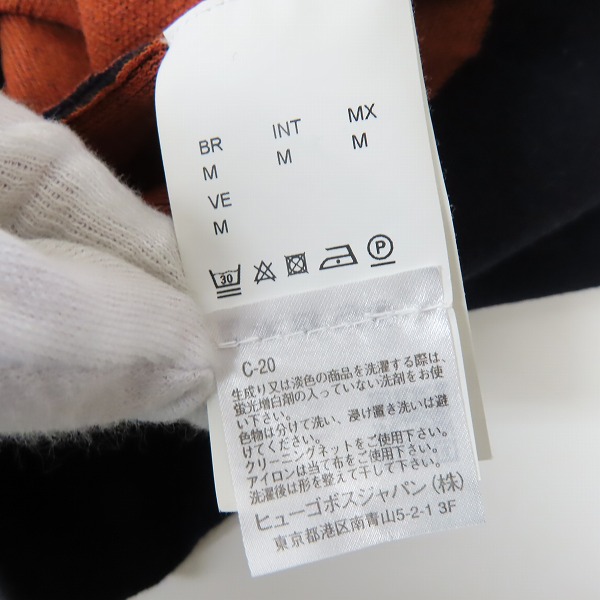 BR INT MX
M M M
VE
M
30 P
C-20
生成り又は淡色の商品を洗濯する際は、
蛍光増白剤の入っていない洗剤をお使
い下さい。
色物は分けて洗い、浸け置き洗いは避
けてください。
クリーニングネットをご使用下さい。
アイロンは当て布をご使用下さい。
洗濯後は形を整えて干して下さい。
ヒューゴボスジャパン(株)
東京都港区南青山5-2-1 3F